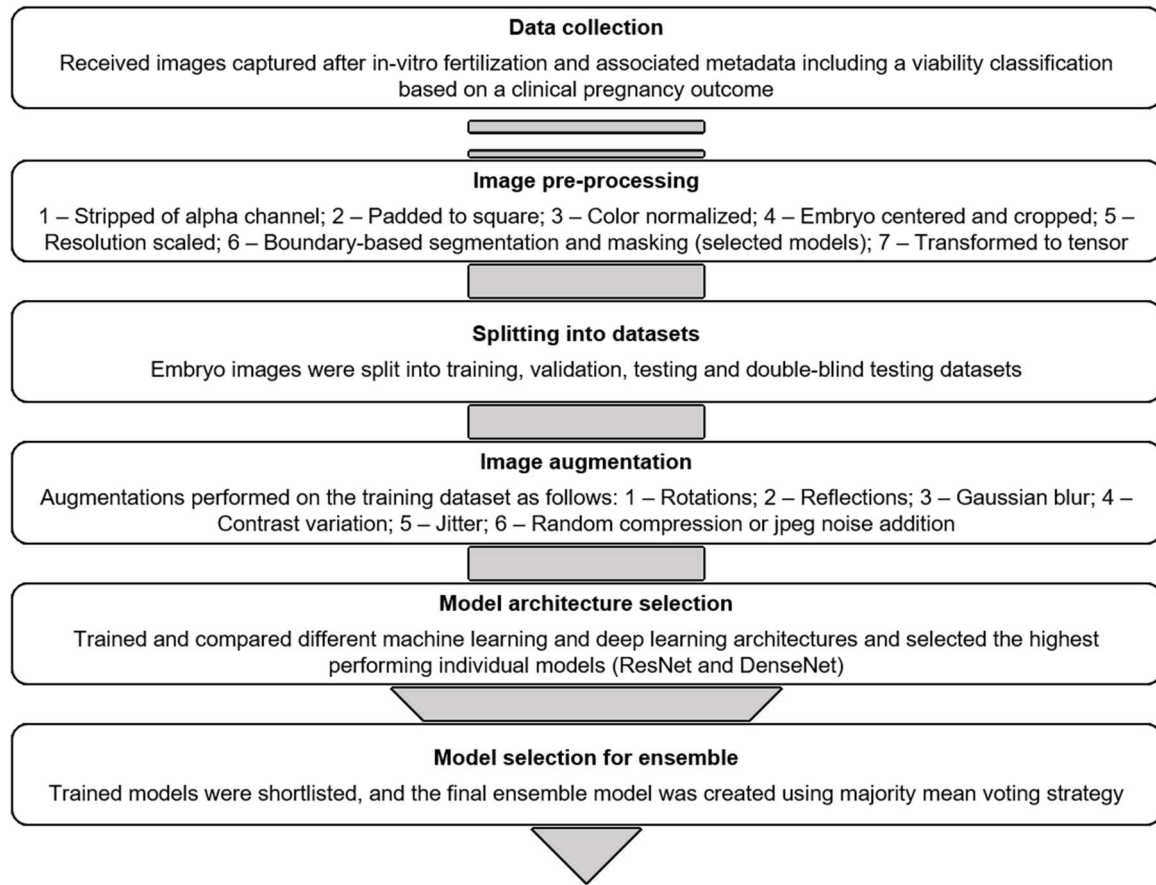 Data collection
Received images captured after in-vitro fertilization and associated metadata including a viability classification
based on a clinical pregnancy outcome
Image pre-processing
1 – Stripped of alpha channel; 2 – Padded to square; 3 – Color normalized; 4 – Embryo centered and cropped; 5 –
Resolution scaled; 6 – Boundary-based segmentation and masking (selected models); 7 – Transformed to tensor
Splitting into datasets
Embryo images were split into training, validation, testing and double-blind testing datasets
Image augmentation
Augmentations performed on the training dataset as follows: 1 – Rotations; 2 – Reflections; 3 – Gaussian blur; 4 –
Contrast variation; 5 – Jitter; 6 – Random compression or jpeg noise addition
Model architecture selection
Trained and compared different machine learning and deep learning architectures and selected the highest
performing individual models (ResNet and DenseNet)
Model selection for ensemble
Trained models were shortlisted, and the final ensemble model was created using majority mean voting strategy